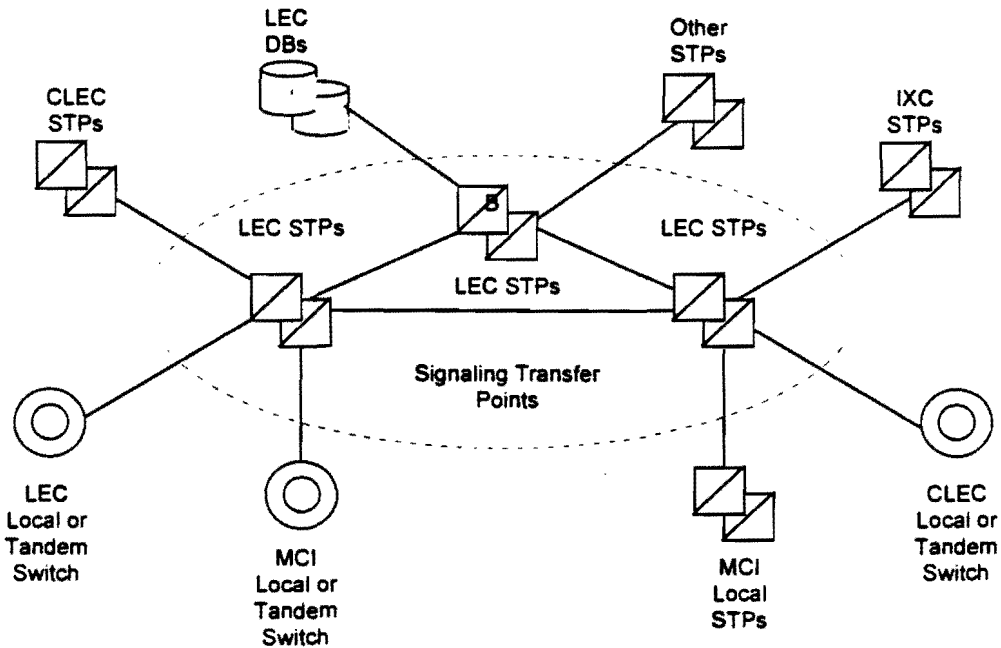 LEC
DBs
Other
STPs
CLEC
STPs
IXC
STPs
B
LEC STPs
LEC STPs
LEC STPs
Signaling Transfer
Points
LEC
Local or
Tandem
Switch
MCI
Local or
Tandem
Switch
MCI
Local
STPs
CLEC
Local or
Tandem
Switch